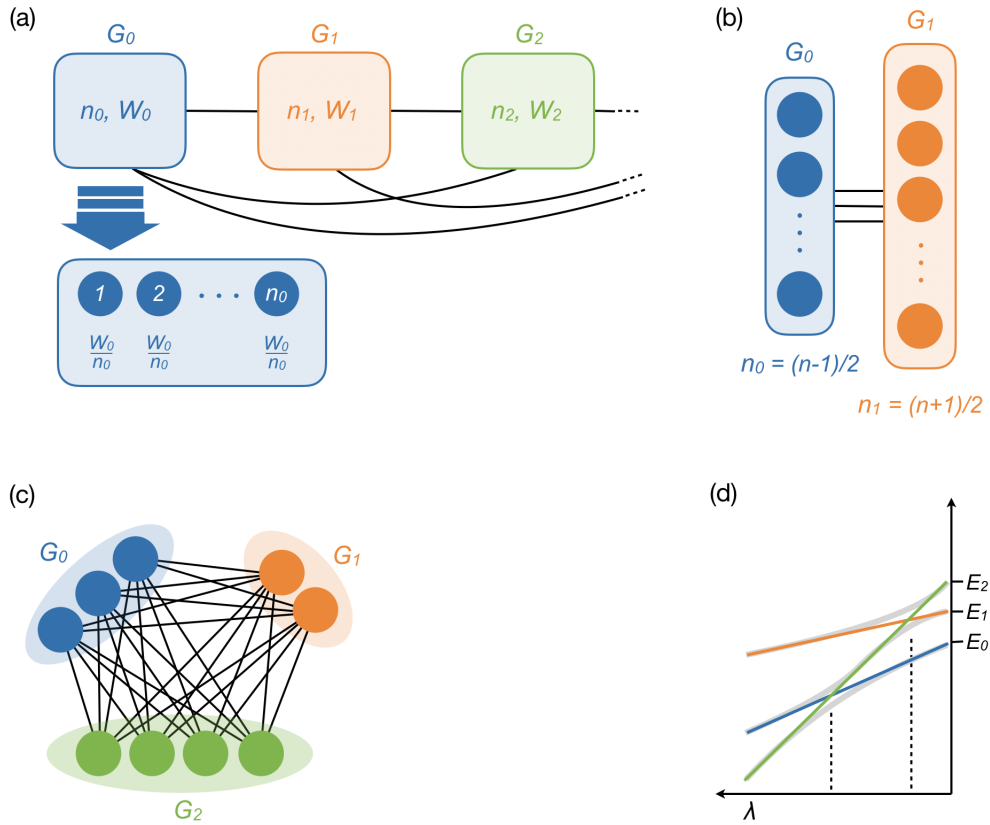 (a)
G₀ G₁ G₂
n₀, W₀ n₁, W₁ n₂, W₂
1 2 n₀
W₀/n₀ W₀/n₀ W₀/n₀
(b)
G₁
G₀
n₀ = (n-1)/2
n₁ = (n+1)/2
(c)
G₀ G₁
G₂
(d)
E₂
E₁
E₀
λ